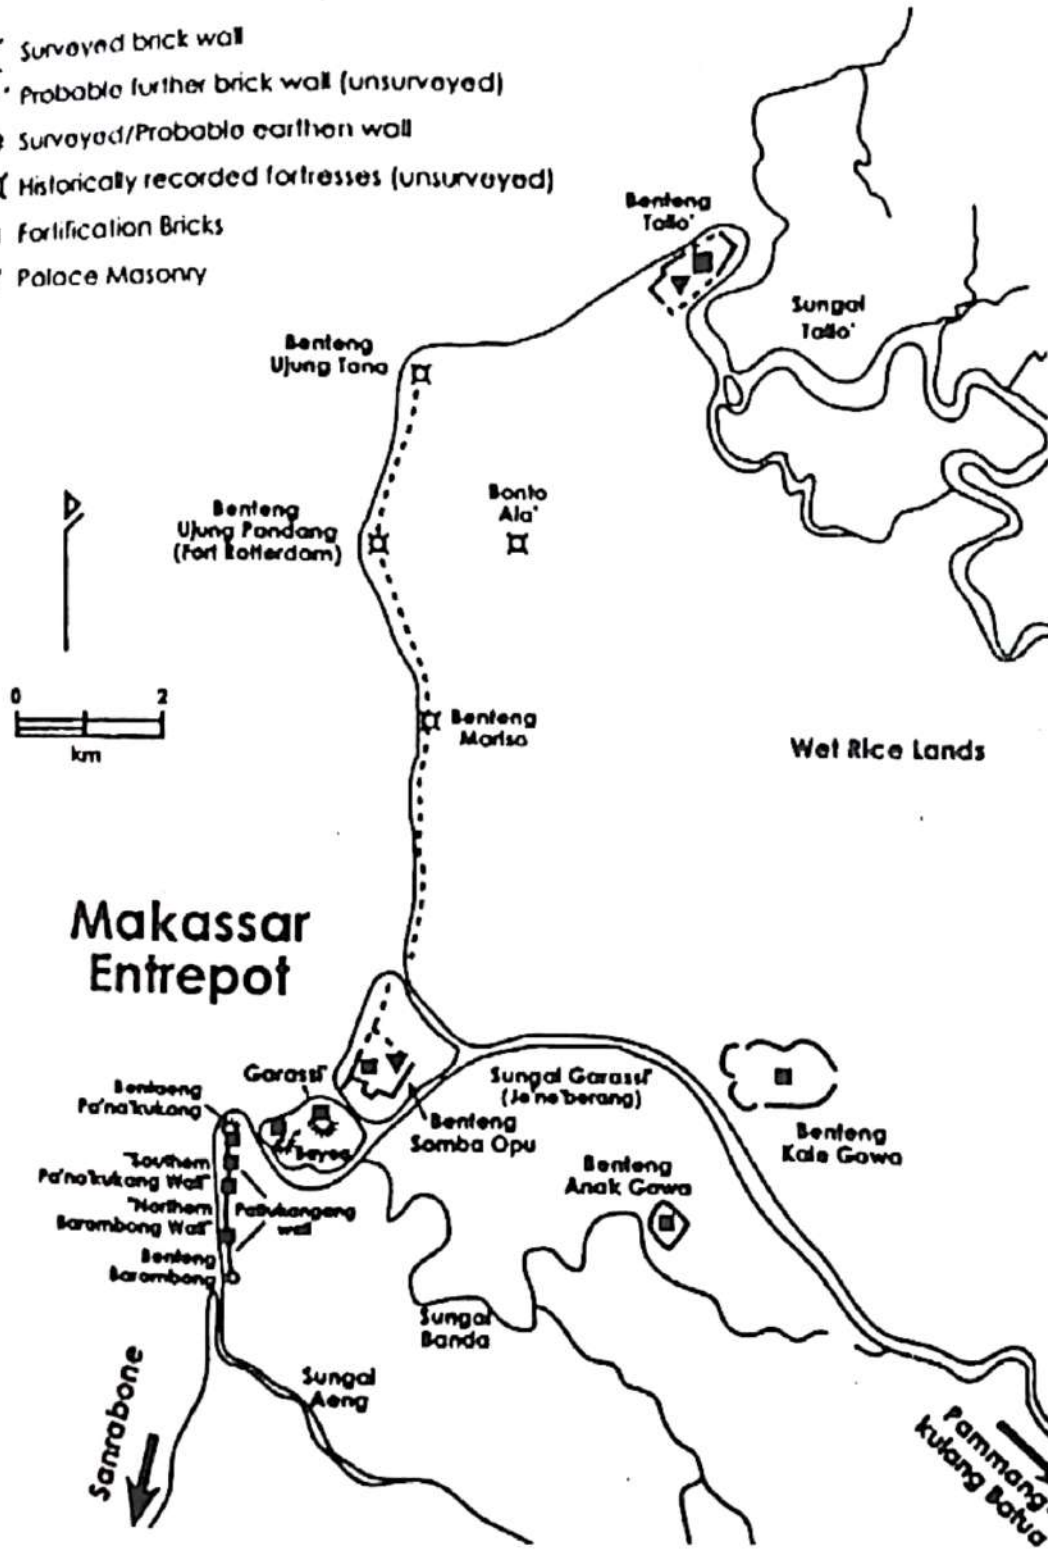 Surveyed brick wall
Probable further brick wall (unsurveyed)
Surveyed/Probable earthen wall
Historically recorded fortresses (unsurveyed)
Fortification Bricks
Palace Masonry
Benteng
Tallo'
Sungai
Tallo'
Benteng
Ujung Tana
Benteng
Ujung Pandang
(Fort Rotterdam)
Bonto
Ala'
0 2
km
Benteng
Mariso
Wet Rice Lands
Makassar
Entrepot
Garassi'
Sungai Garassi'
(Je'ne'berang)
Bentaeng
Pa'na'kukang
Benteng
Somba Opu
Bayoa
Benteng
Kale Gowa
"Southern
Pa'na'kukang Wall"
Benteng
Anak Gowa
"Northern
Barombong Wall"
wall
Benteng
Barombong
Sungai
Banda
Sungai
Aeng
Sanrabone
Pammang-
kulang Batua